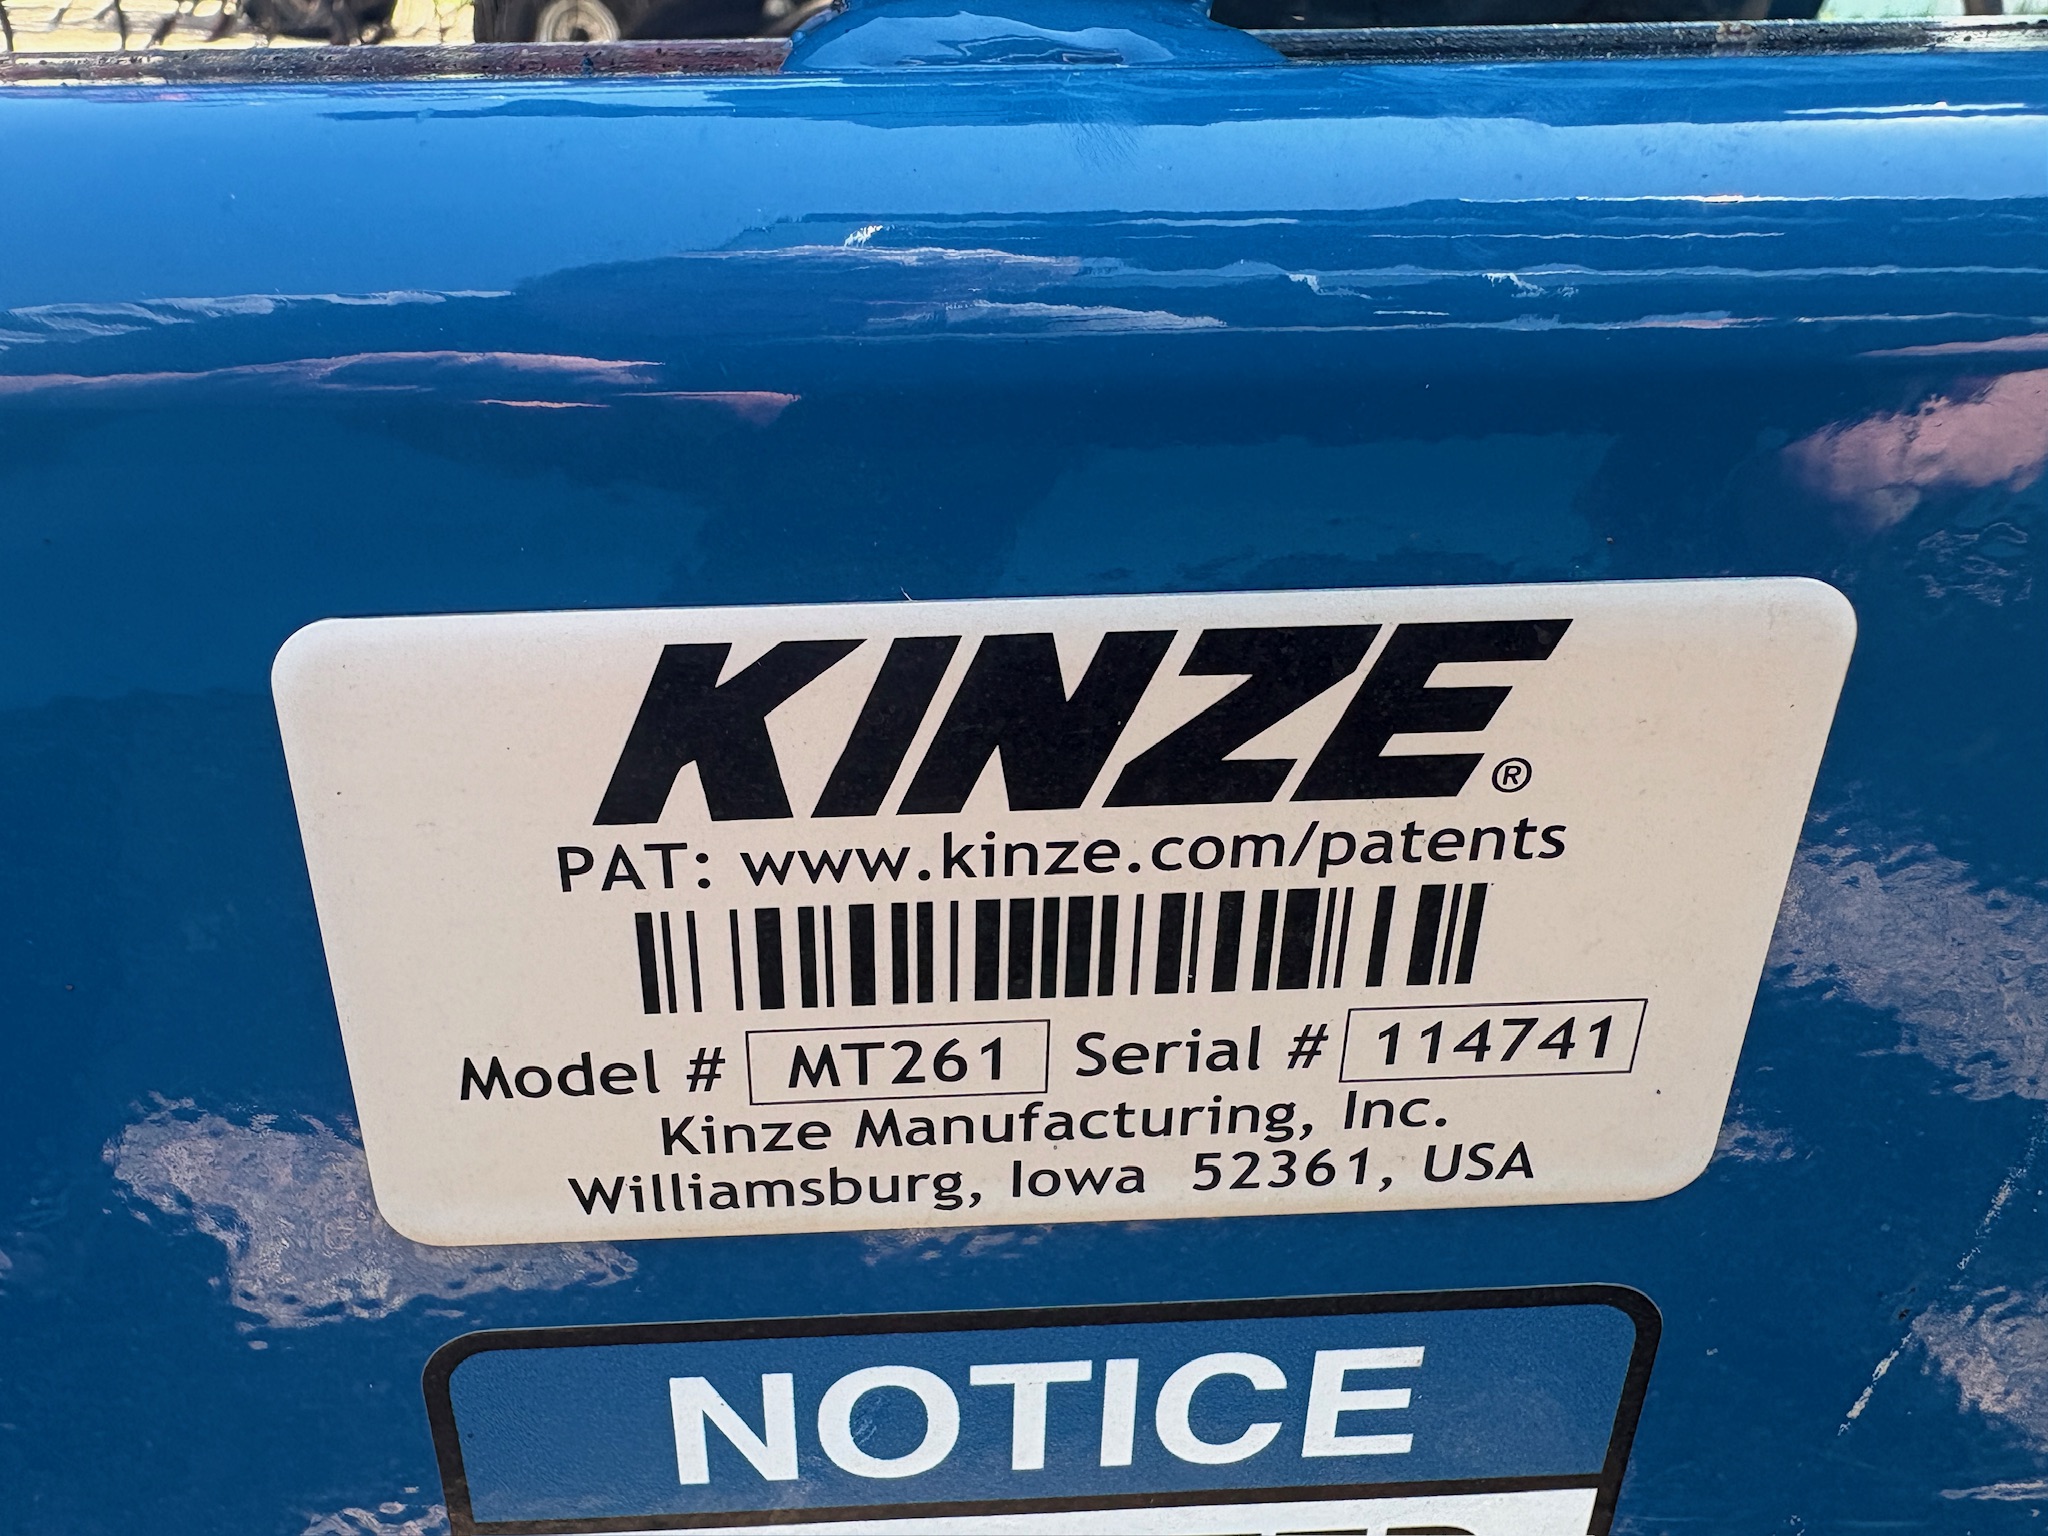 KINZE®
PAT: www.kinze.com/patents
Model # MT261 Serial # 114741
Kinze Manufacturing, Inc.
Williamsburg, Iowa 52361, USA
NOTICE